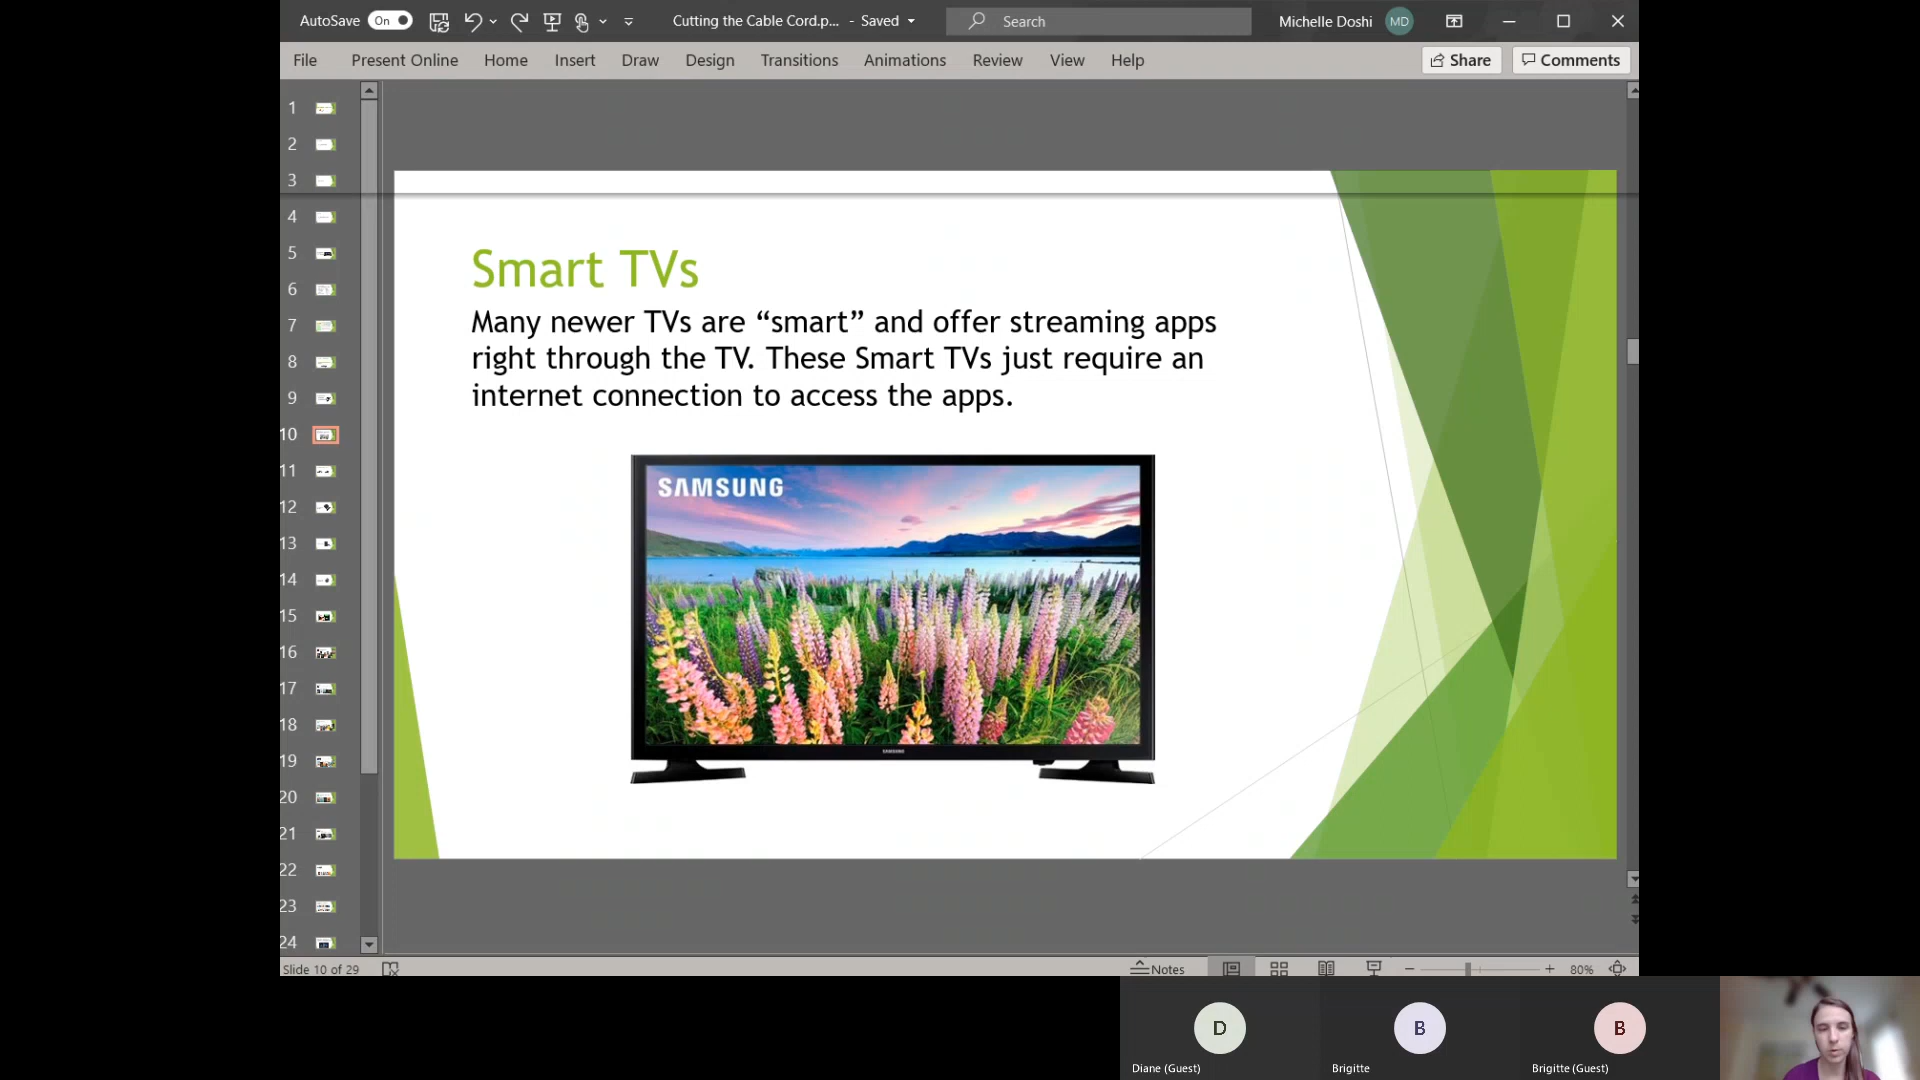 AutoSave On Cutting the Cable Cord.p... - Saved Search Michelle Doshi MD
File Present Online Home Insert Draw Design Transitions Animations Review View Help Share Comments
1
2
3
4
5
6
7
8
9
10
11
12
13
14
15
16
17
18
19
20
21
22
23
24
Smart TVs
Many newer TVs are “smart” and offer streaming apps
right through the TV. These Smart TVs just require an
internet connection to access the apps.
SAMSUNG
SAMSUNG
Slide 10 of 29 Notes 80%
D B B
Diane (Guest) Brigitte Brigitte (Guest)